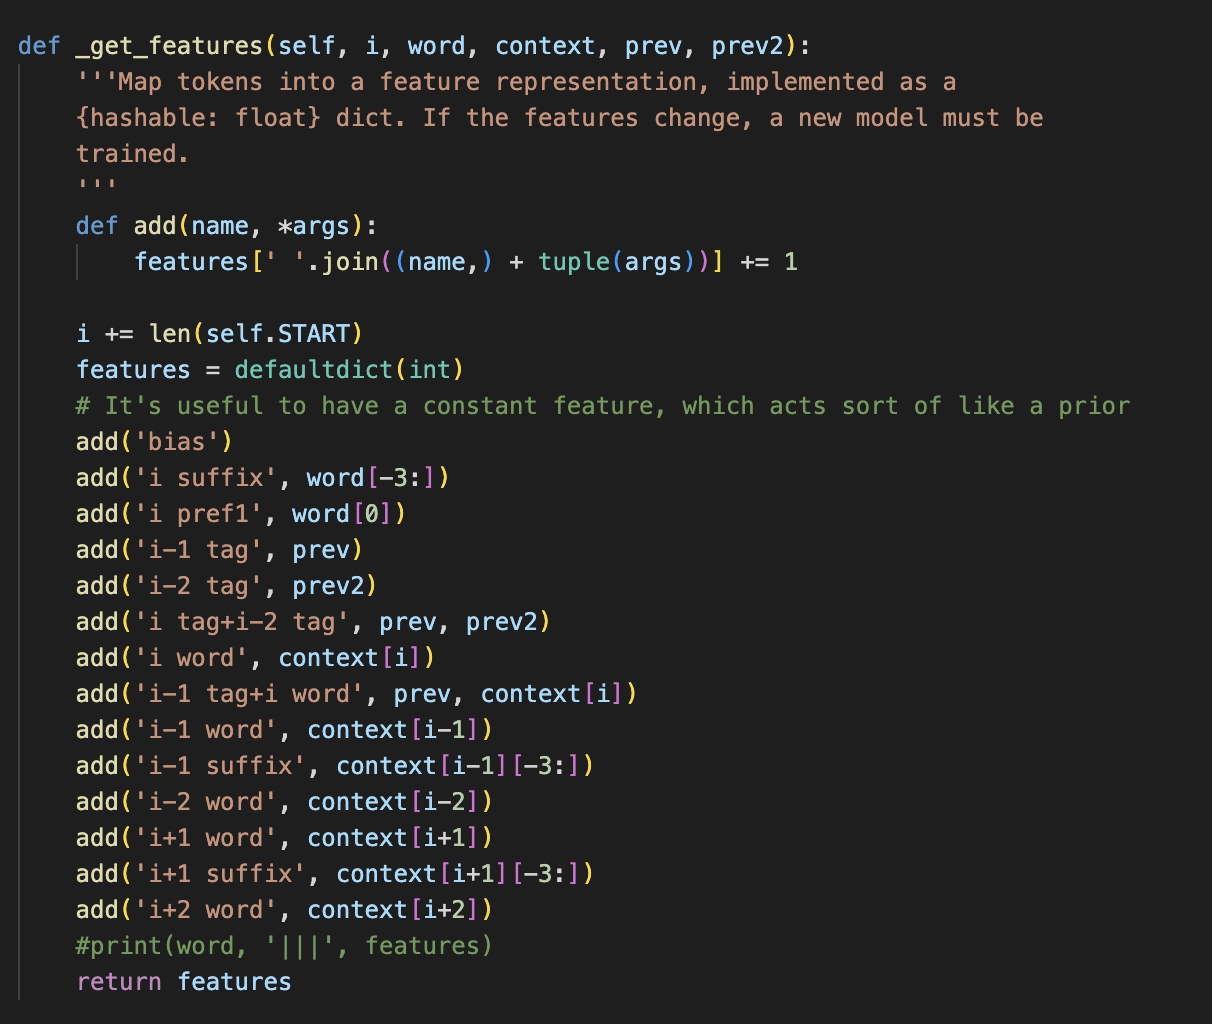 def _get_features(self, i, word, context, prev, prev2):
    '''Map tokens into a feature representation, implemented as a
    {hashable: float} dict. If the features change, a new model must be
    trained.
    '''
    def add(name, *args):
        features[' '.join((name,) + tuple(args))] += 1

    i += len(self.START)
    features = defaultdict(int)
    # It's useful to have a constant feature, which acts sort of like a prior
    add('bias')
    add('i suffix', word[-3:])
    add('i pref1', word[0])
    add('i-1 tag', prev)
    add('i-2 tag', prev2)
    add('i tag+i-2 tag', prev, prev2)
    add('i word', context[i])
    add('i-1 tag+i word', prev, context[i])
    add('i-1 word', context[i-1])
    add('i-1 suffix', context[i-1][-3:])
    add('i-2 word', context[i-2])
    add('i+1 word', context[i+1])
    add('i+1 suffix', context[i+1][-3:])
    add('i+2 word', context[i+2])
    #print(word, '|||', features)
    return features